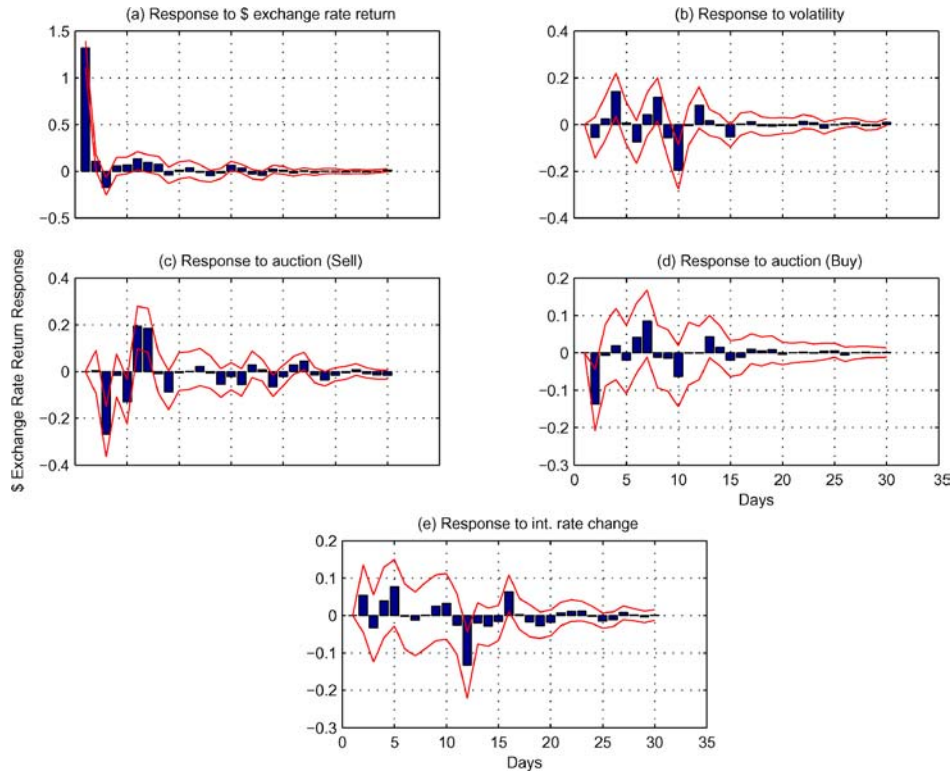 (a) Response to $ exchange rate return
1.5
1
0.5
0
−0.5
(b) Response to volatility
0.4
0.2
0
−0.2
−0.4
$ Exchange Rate Return Response
(c) Response to auction (Sell)
0.4
0.2
0
−0.2
−0.4
(d) Response to auction (Buy)
0.2
0.1
0
−0.1
−0.2
−0.3
0 5 10 15 20 25 30 35
Days
(e) Response to int. rate change
0.2
0.1
0
−0.1
−0.2
−0.3
0 5 10 15 20 25 30 35
Days